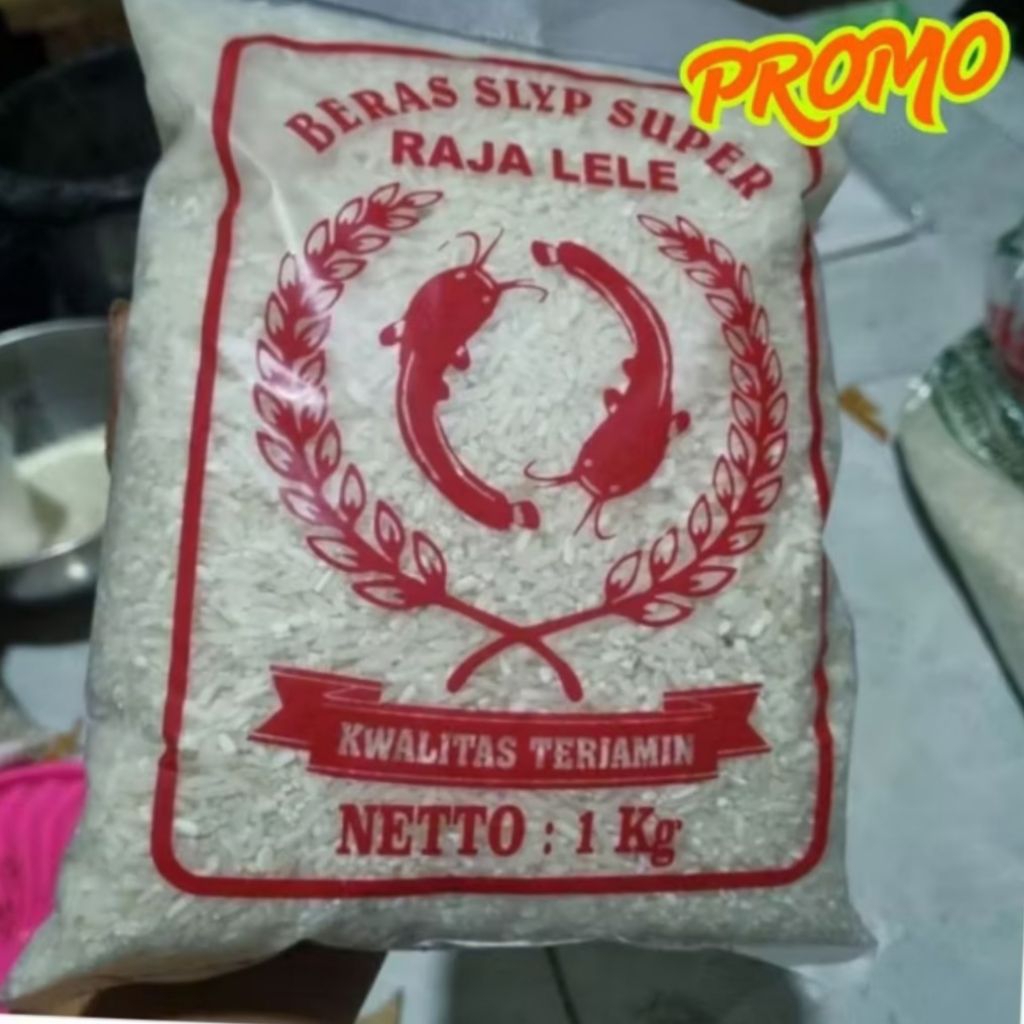 PROMO
BERAS SLYP SUPER
RAJA LELE
KWALITAS TERJAMIN
NETTO : 1 Kg